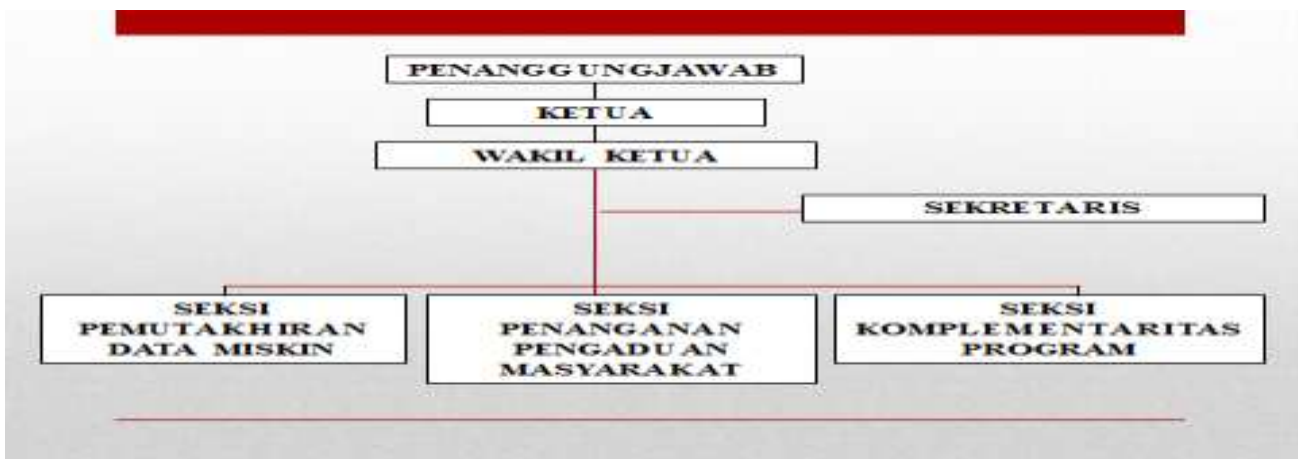 PENANGGUNGJAWAB
KETUA
WAKIL KETUA
SEKRETARIS
SEKSI
PEMUTAKHIRAN
DATA MISKIN
SEKSI
PENANGANAN
PENGADUAN
MASYARAKAT
SEKSI
KOMPLEMENTARITAS
PROGRAM